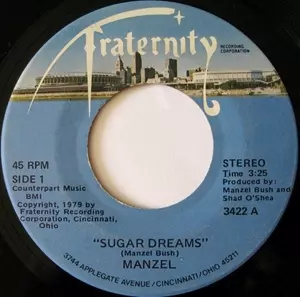 Fraternity
RECORDING
CORPORATION
45 RPM
SIDE 1
Counterpart Music
BMI
Copyright, 1979 by
Fraternity Recording
Corporation, Cincinnati,
Ohio
STEREO
Time 3:25
Produced by:
Manzel Bush and
Shad O'Shea
3422 A
"SUGAR DREAMS"
(Manzel Bush)
MANZEL
3744 APPLEGATE AVENUE/CINCINNATI/OHIO 45211